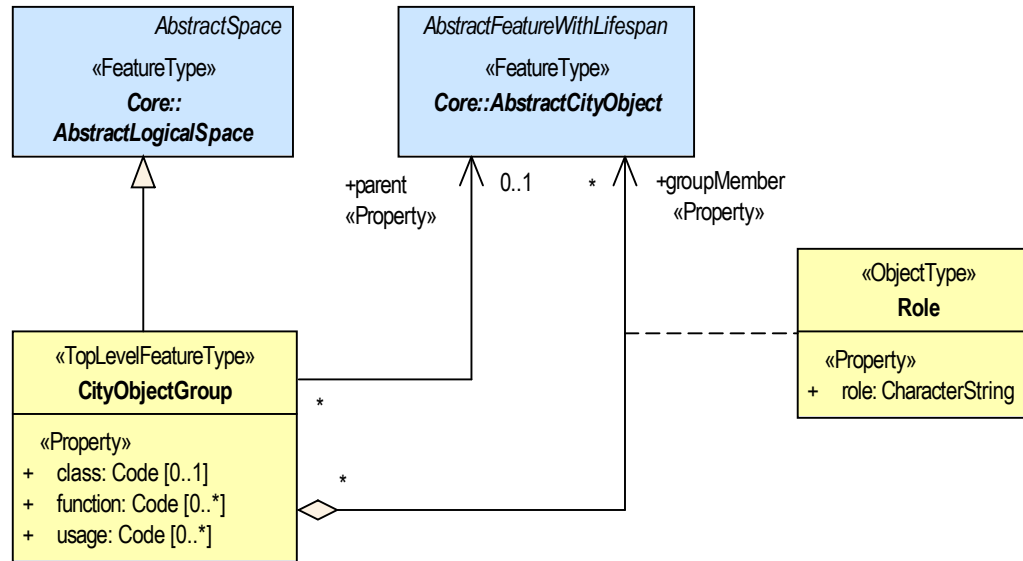 AbstractSpace
«FeatureType»
Core::
AbstractLogicalSpace
AbstractFeatureWithLifespan
«FeatureType»
Core::AbstractCityObject
+parent
«Property»
0..1
*
+groupMember
«Property»
«ObjectType»
Role
«Property»
+ role: CharacterString
«TopLevelFeatureType»
CityObjectGroup
«Property»
+ class: Code [0..1]
+ function: Code [0..*]
+ usage: Code [0..*]
*
*